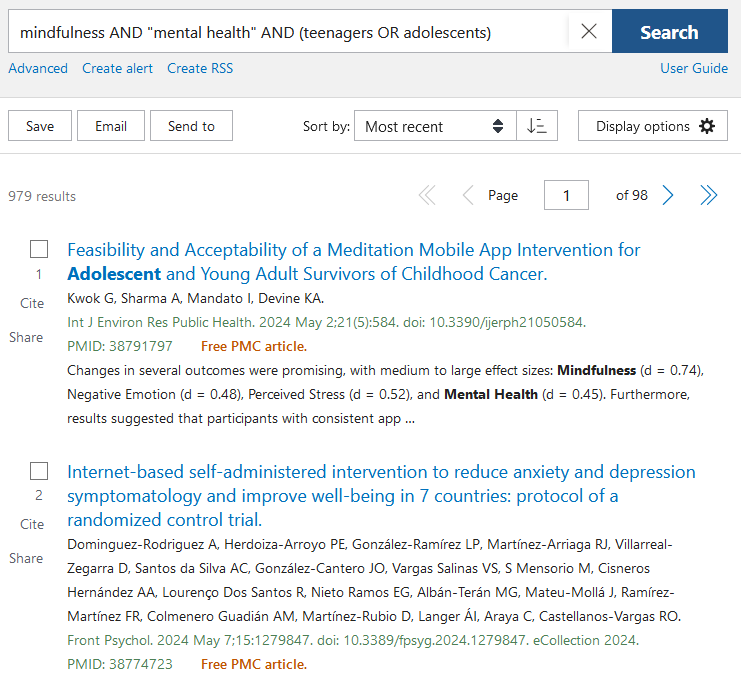 mindfulness AND "mental health" AND (teenagers OR adolescents)
Search
Advanced Create alert Create RSS User Guide
Save Email Send to Sort by: Most recent Display options
979 results Page 1 of 98
Feasibility and Acceptability of a Meditation Mobile App Intervention for
1 Adolescent and Young Adult Survivors of Childhood Cancer.
Cite Kwok G, Sharma A, Mandato I, Devine KA.
Int J Environ Res Public Health. 2024 May 2;21(5):584. doi: 10.3390/ijerph21050584.
Share PMID: 38791797 Free PMC article.
Changes in several outcomes were promising, with medium to large effect sizes: Mindfulness (d = 0.74),
Negative Emotion (d = 0.48), Perceived Stress (d = 0.52), and Mental Health (d = 0.45). Furthermore,
results suggested that participants with consistent app ...
Internet-based self-administered intervention to reduce anxiety and depression
2 symptomatology and improve well-being in 7 countries: protocol of a
Cite randomized control trial.
Dominguez-Rodriguez A, Herdoiza-Arroyo PE, González-Ramírez LP, Martínez-Arriaga RJ, Villarreal-
Share Zegarra D, Santos da Silva AC, González-Cantero JO, Vargas Salinas VS, S Mensorio M, Cisneros
Hernández AA, Lourenço Dos Santos R, Nieto Ramos EG, Albán-Terán MG, Mateu-Mollá J, Ramírez-
Martínez FR, Colmenero Guadián AM, Martínez-Rubio D, Langer ÁI, Araya C, Castellanos-Vargas RO.
Front Psychol. 2024 May 7;15:1279847. doi: 10.3389/fpsyg.2024.1279847. eCollection 2024.
PMID: 38774723 Free PMC article.